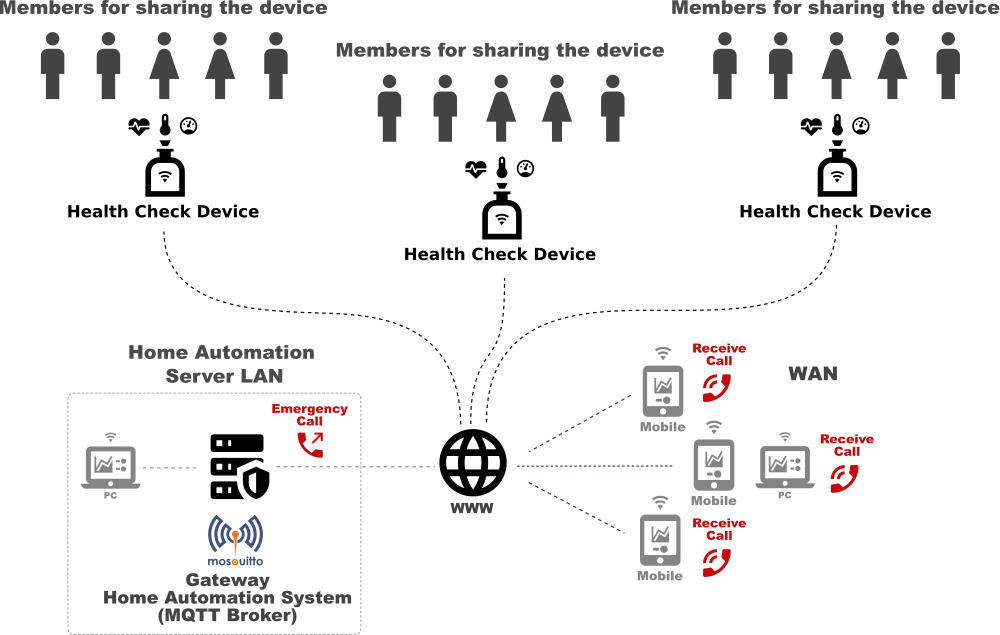 Members for sharing the device
Members for sharing the device
Members for sharing the device
Health Check Device
Health Check Device
Health Check Device
Home Automation
Server LAN
Emergency
Call
PC
mosquitto
Gateway
Home Automation System
(MQTT Broker)
WWW
WAN
Receive
Call
Mobile
Mobile
PC
Receive
Call
Receive
Call
Mobile